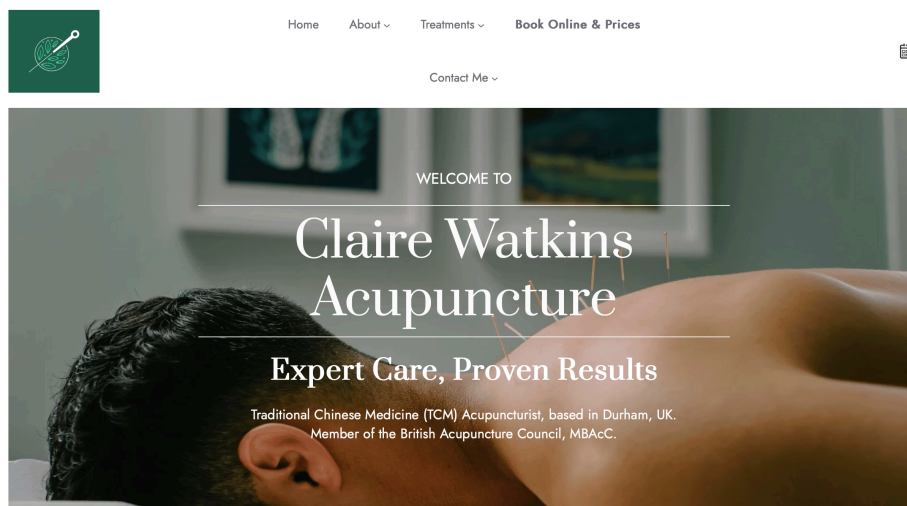 Home About Treatments Book Online & Prices
Contact Me
WELCOME TO
Claire Watkins
Acupuncture
Expert Care, Proven Results
Traditional Chinese Medicine (TCM) Acupuncturist, based in Durham, UK.
Member of the British Acupuncture Council, MBAcC.